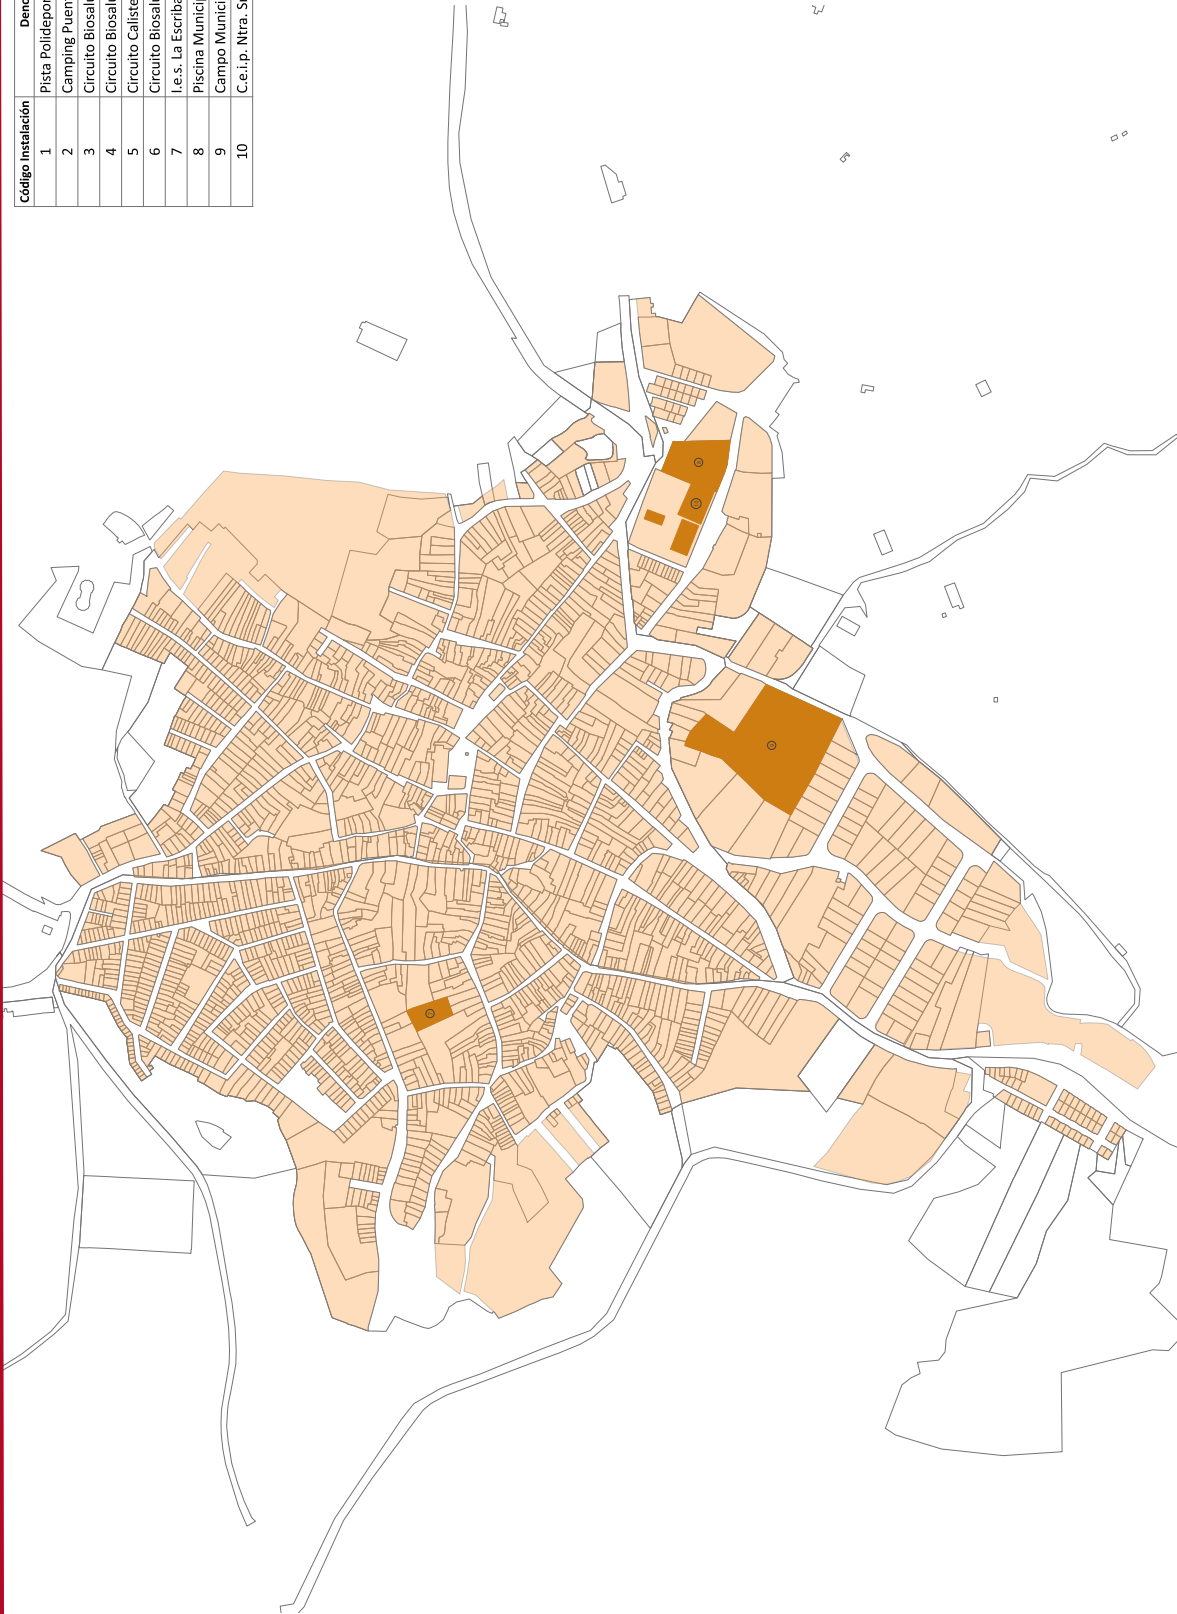 Código Instalación Deno
1 Pista Polidepor
2 Camping Puen
3 Circuito Biosal
4 Circuito Biosal
5 Circuito Caliste
6 Circuito Biosal
7 I.e.s. La Escriba
8 Piscina Municip
9 Campo Munici
10 C.e.i.p. Ntra. S